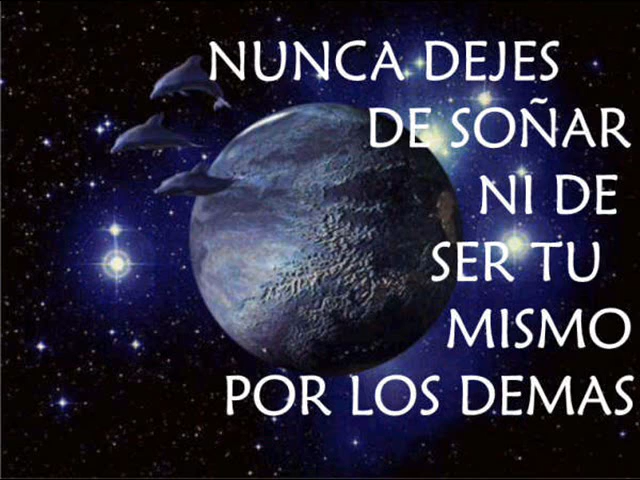 NUNCA DEJES
DE SOÑAR
NI DE
SER TU
MISMO
POR LOS DEMAS